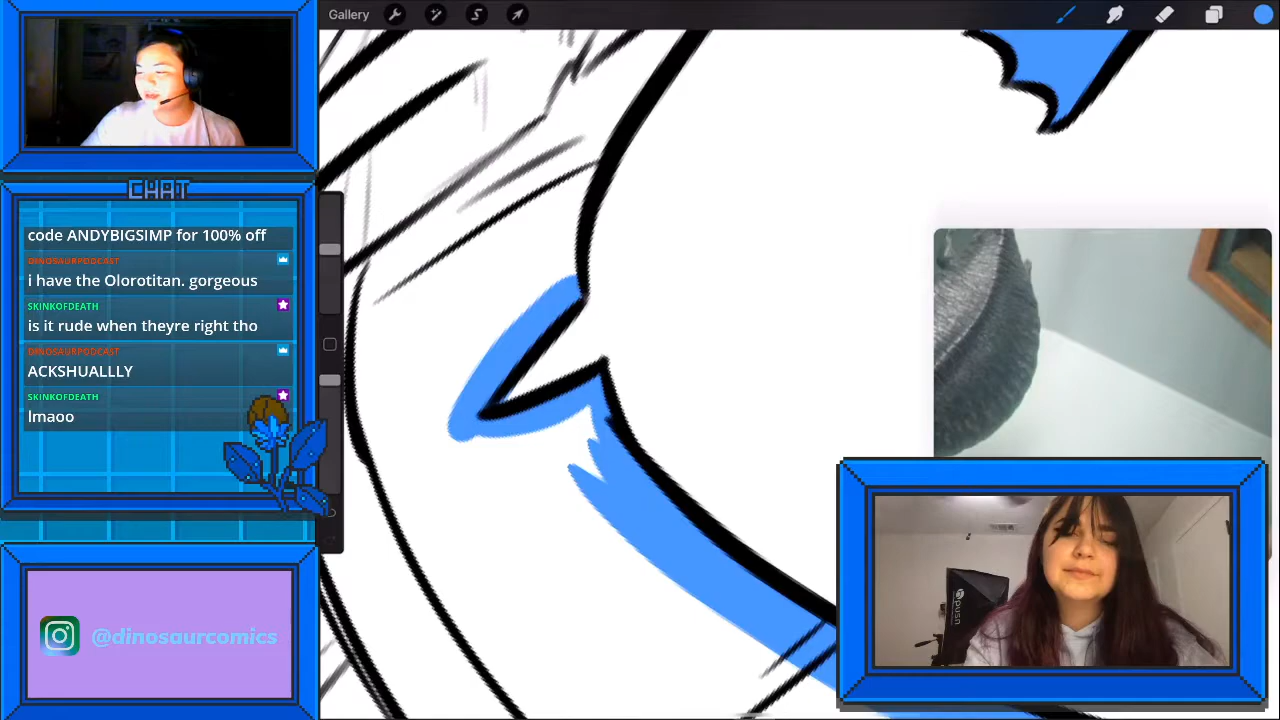 Gallery
CHAT
code ANDYBIGSIMP for 100% off
DINOSAURPODCAST
i have the Olorotitan. gorgeous
SKINKOFDEATH
is it rude when theyre right tho
DINOSAURPODCAST
ACKSHUALLLY
SKINKOFDEATH
lmaoo
@dinosaurcomics
pusn